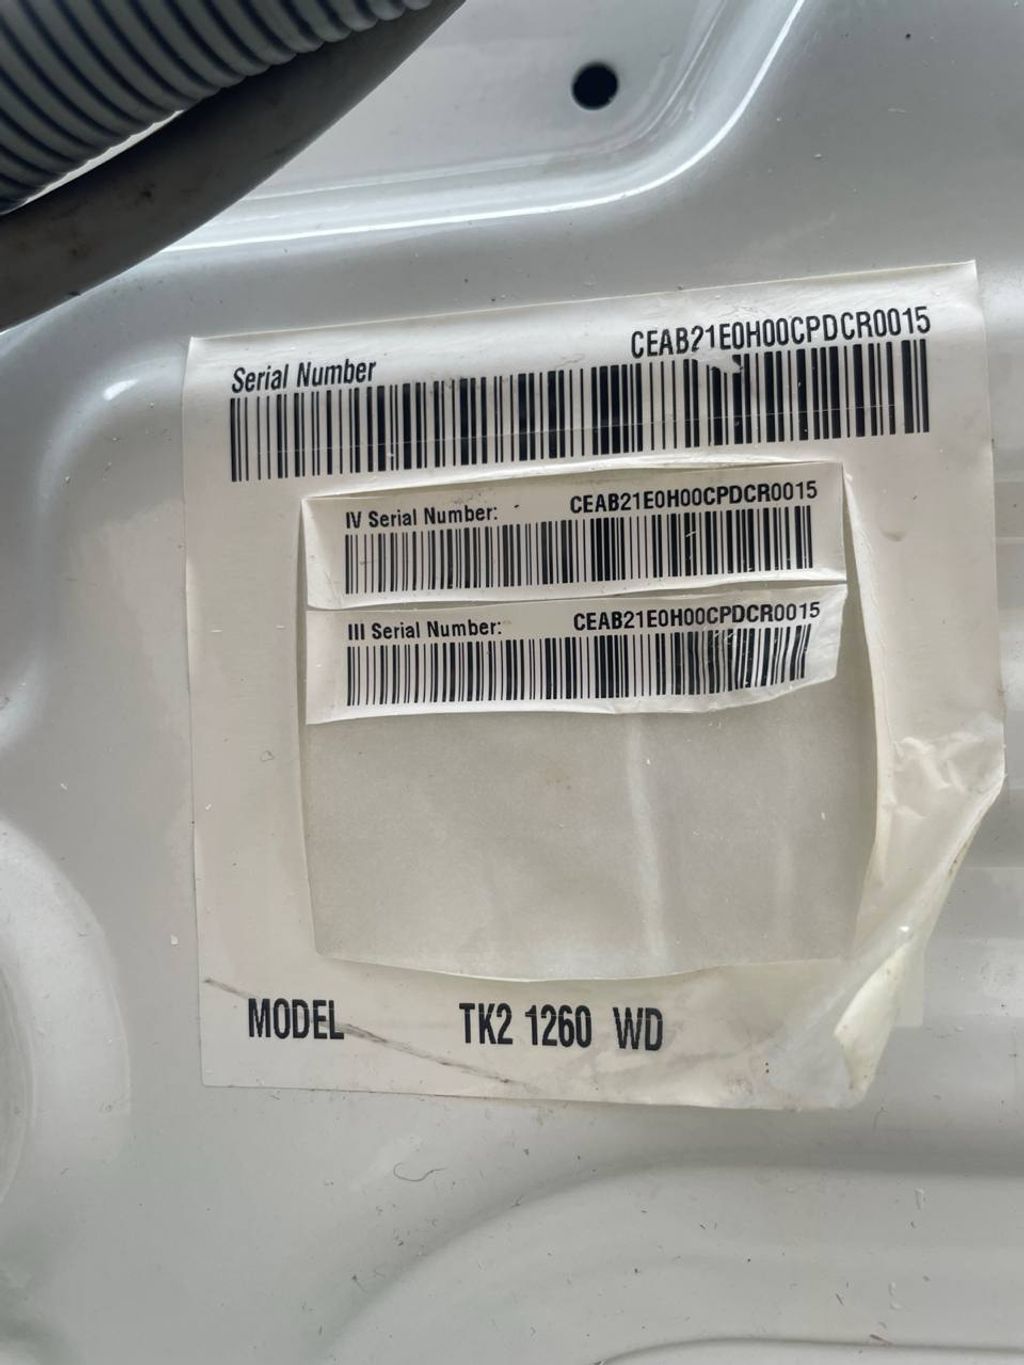 Serial Number CEAB21E0H00CPDCR0015
IV Serial Number: CEAB21E0H00CPDCR0015
III Serial Number: CEAB21E0H00CPDCR0015
MODEL TK2 1260 WD